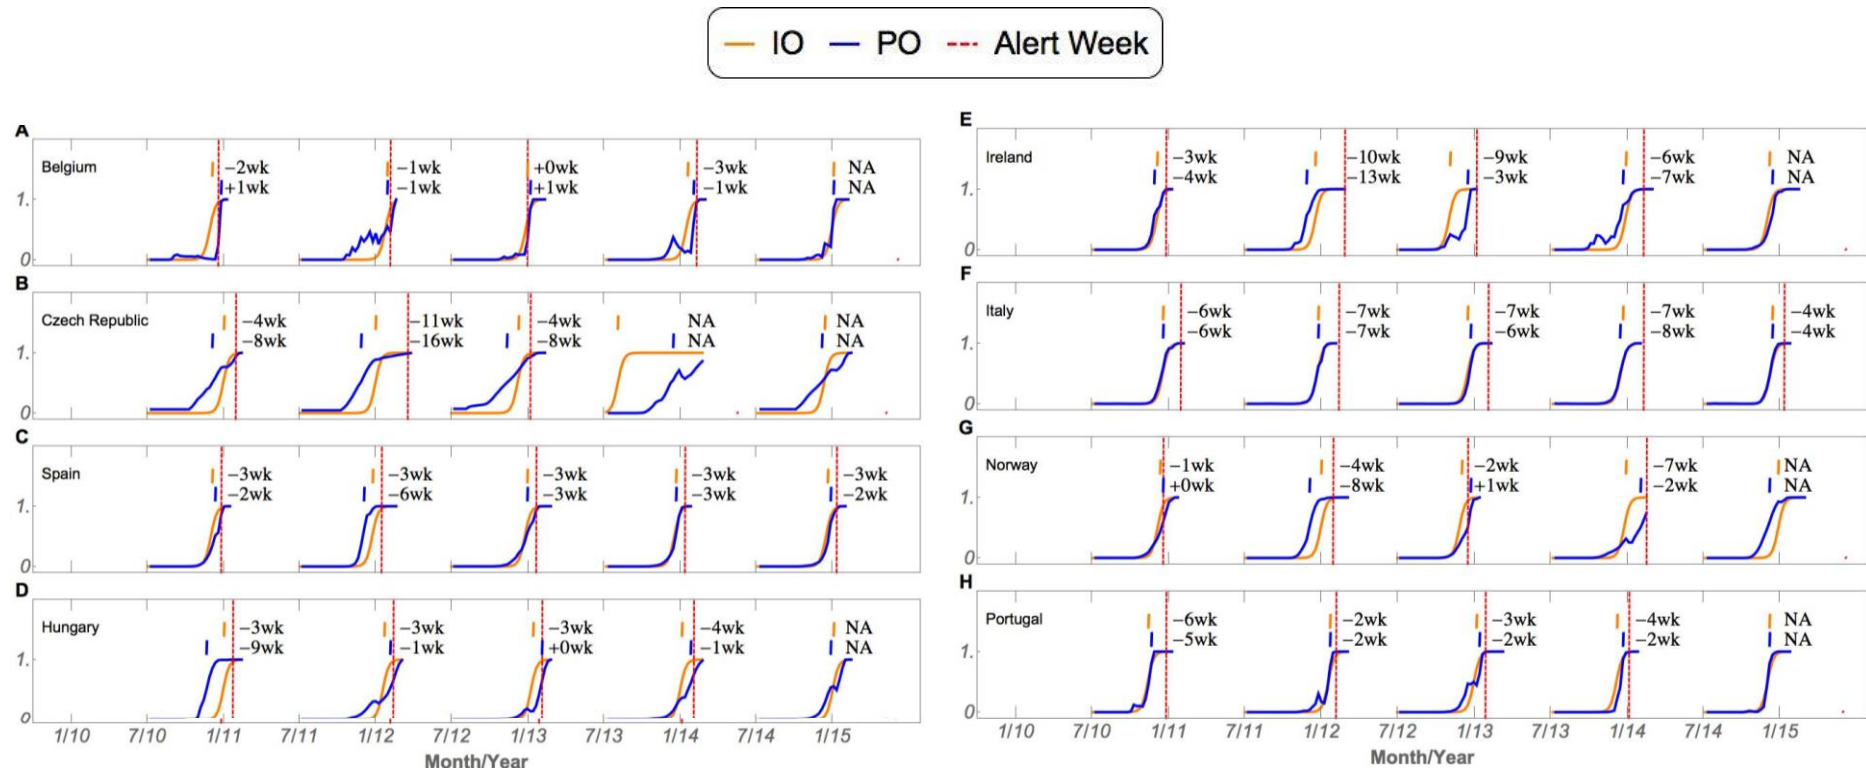 IO PO Alert Week
A
Belgium
−2wk −1wk +0wk −3wk NA
+1wk −1wk +1wk −1wk NA
1.
0
B
Czech Republic
−4wk −11wk −4wk NA NA
−8wk −16wk −8wk NA NA
1.
0
C
Spain
−3wk −3wk −3wk −3wk −3wk
−2wk −6wk −3wk −3wk −2wk
1.
0
D
Hungary
−3wk −3wk −3wk −4wk NA
−9wk −1wk +0wk −1wk NA
1.
0
1/10 7/10 1/11 7/11 1/12 7/12 1/13 7/13 1/14 7/14 1/15
Month/Year
E
Ireland
−3wk −10wk −9wk −6wk NA
−4wk −13wk −3wk −7wk NA
1.
0
F
Italy
−6wk −7wk −7wk −7wk −4wk
−6wk −7wk −6wk −8wk −4wk
1.
0
G
Norway
−1wk −4wk −2wk −7wk NA
+0wk −8wk +1wk −2wk NA
1.
0
H
Portugal
−6wk −2wk −3wk −4wk NA
−5wk −2wk −2wk −2wk NA
1.
0
1/10 7/10 1/11 7/11 1/12 7/12 1/13 7/13 1/14 7/14 1/15
Month/Year